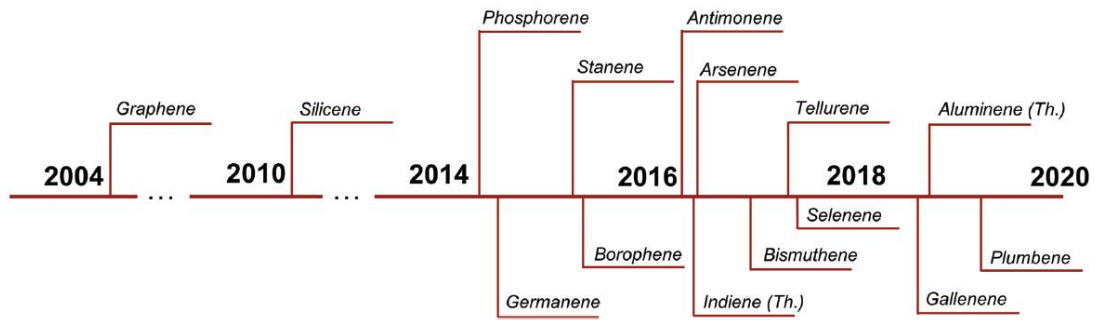 Phosphorene
Antimonene
Stanene
Arsenene
Graphene
Silicene
Tellurene
Aluminene (Th.)
2004
2010
2014
2016
2018
2020
...
...
Selenene
Borophene
Bismuthene
Plumbene
Germanene
Indiene (Th.)
Gallenene